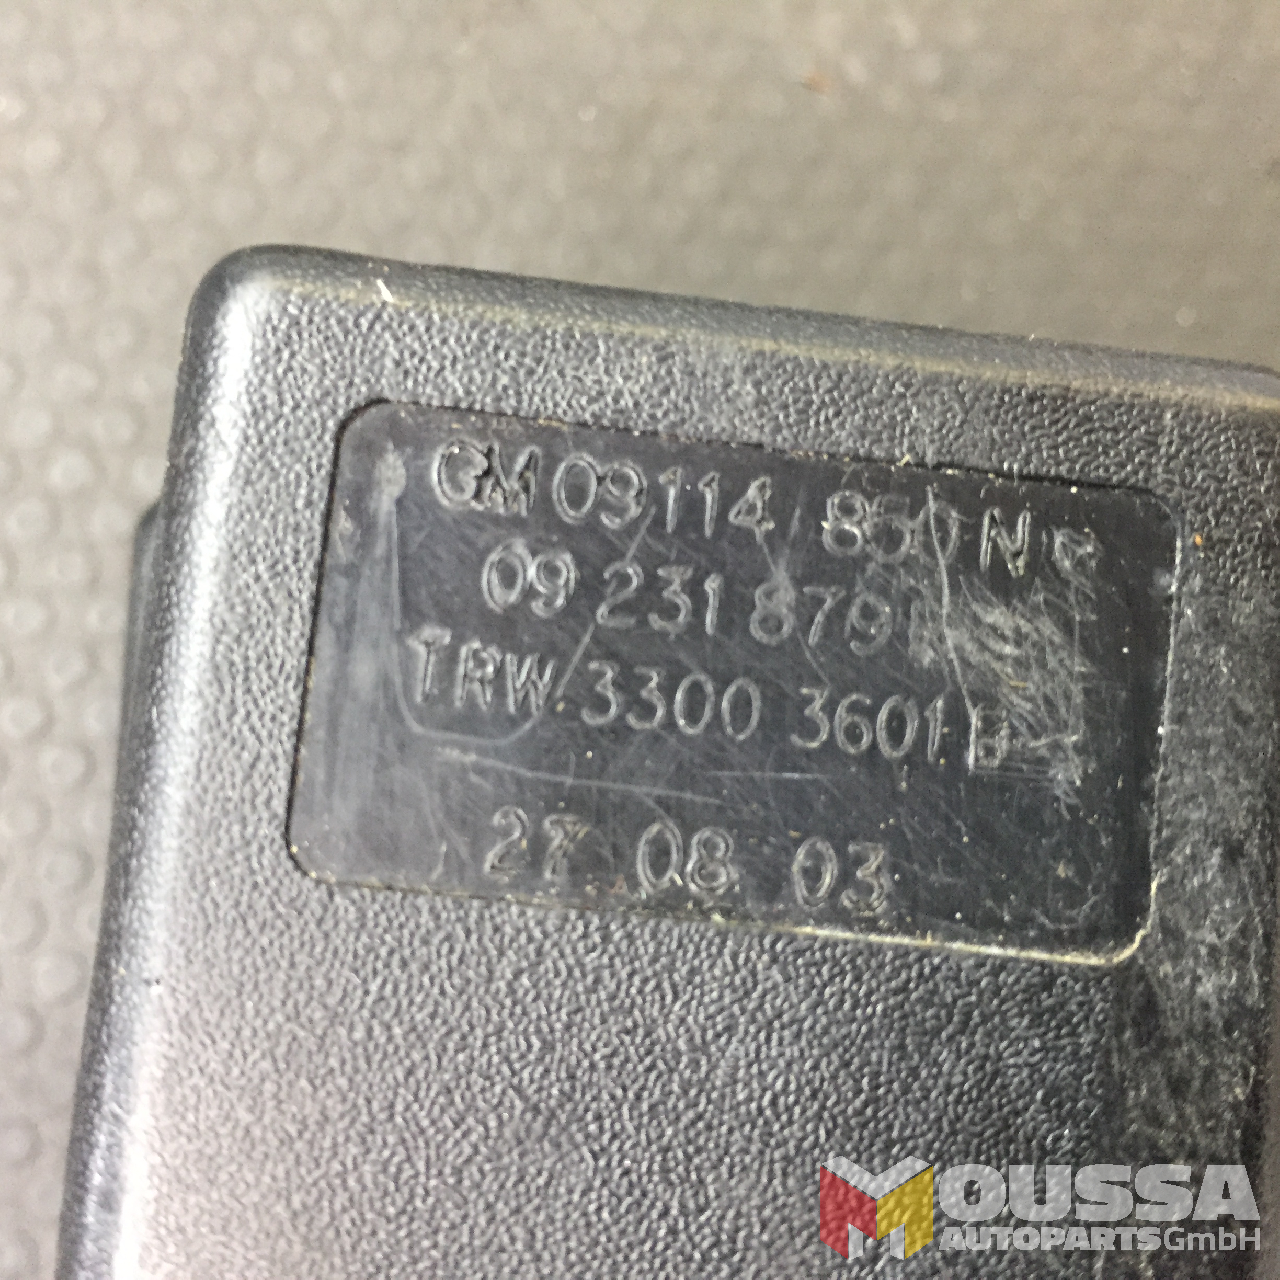 GM 09114 850 N
09 231 879
TRW 3300 3601 B
27 08 03
MOUSSA
AUTOPARTS GmbH